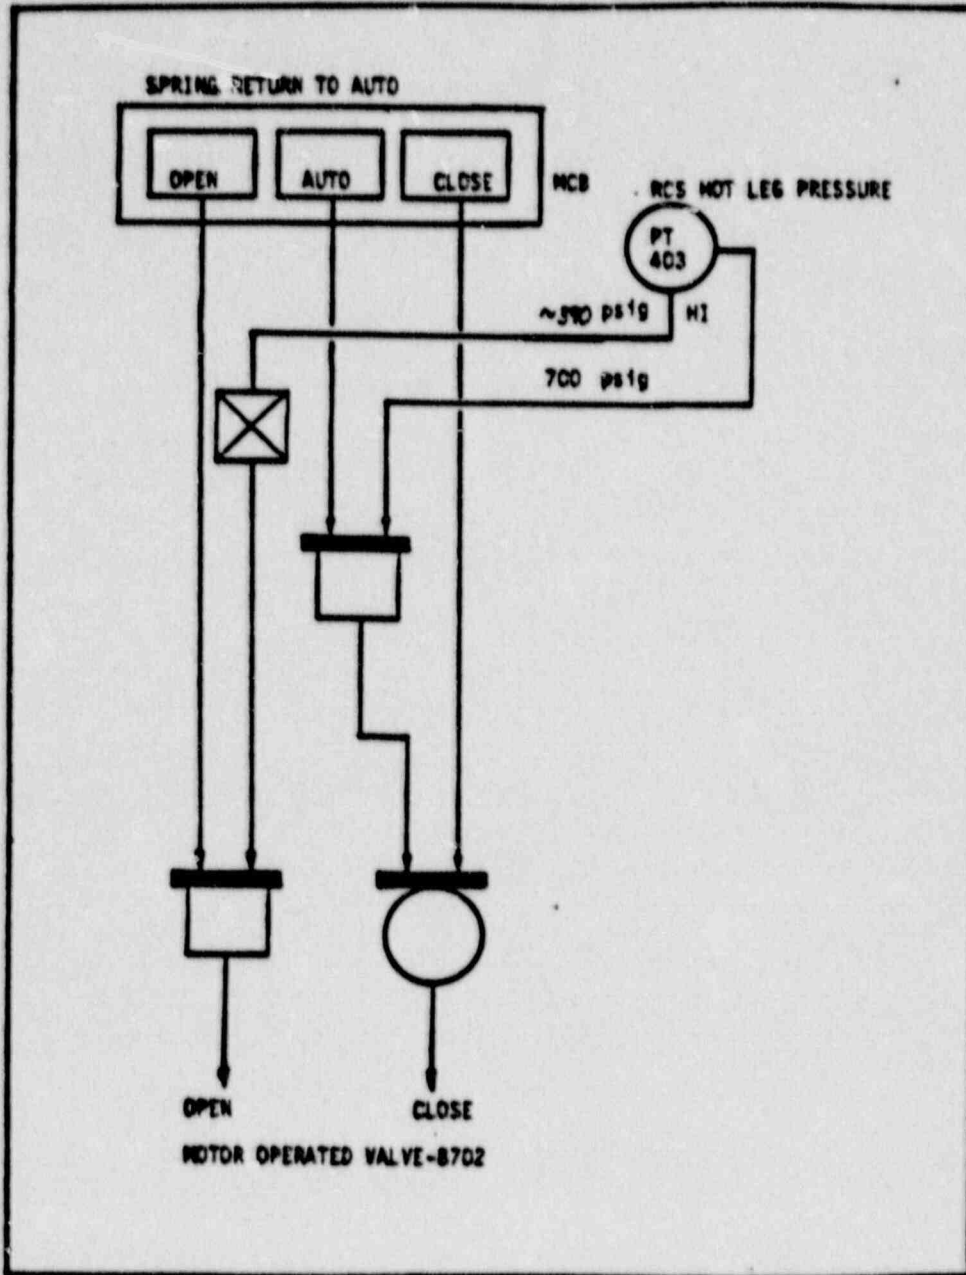 SPRING RETURN TO AUTO
OPEN
AUTO
CLOSE
MCB
RCS HOT LEG PRESSURE
PT
403
psig
HI
700 psig
OPEN
CLOSE
MOTOR OPERATED VALVE-8702